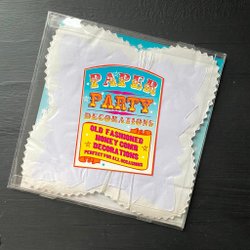 PAPER
PARTY
DECORATIONS
OLD FASHIONED
HONEY COMB
DECORATIONS
PERFECT FOR ALL OCCASIONS